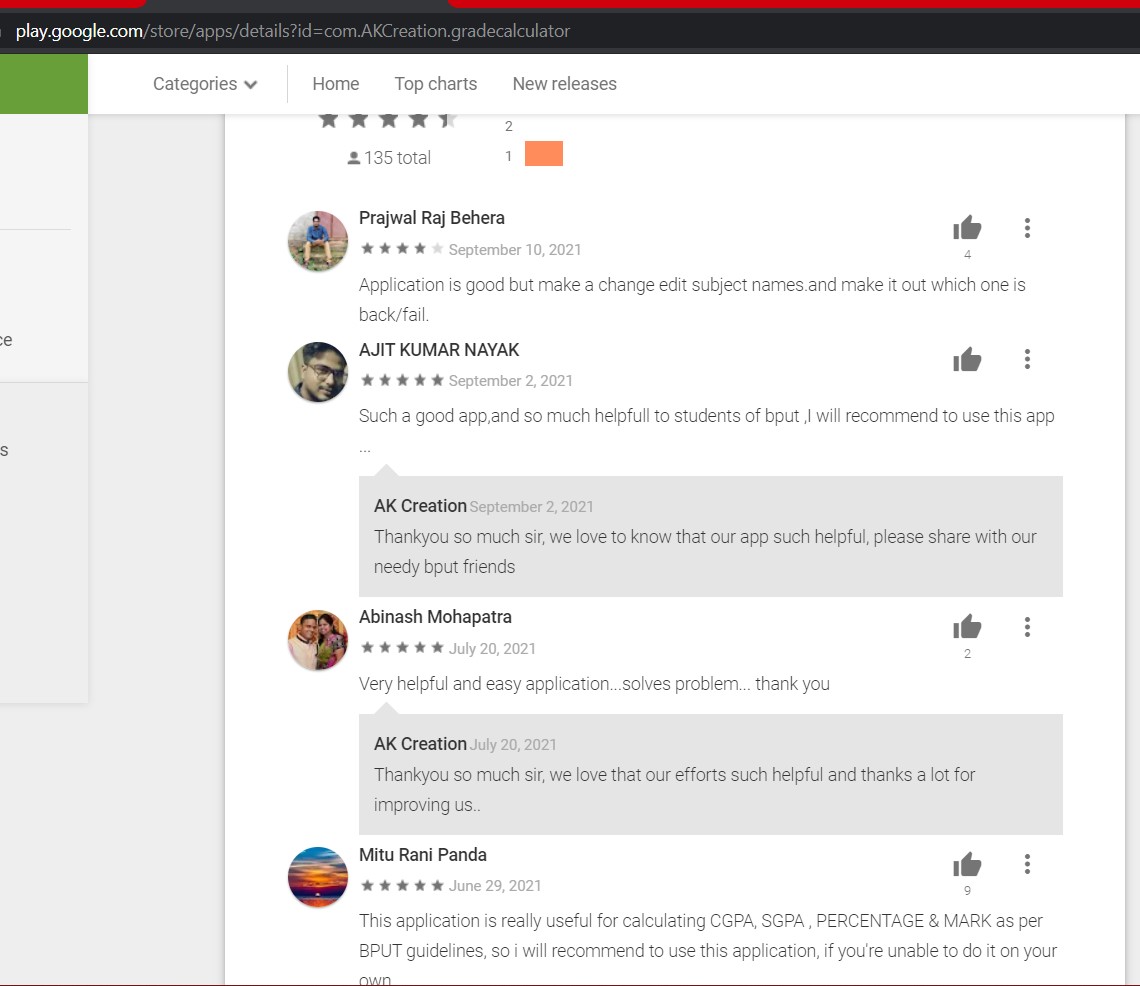 play.google.com/store/apps/details?id=com.AKCreation.gradecalculator
Categories Home Top charts New releases
2
135 total
1
Prajwal Raj Behera
September 10, 2021
4
Application is good but make a change edit subject names.and make it out which one is
back/fail.
AJIT KUMAR NAYAK
September 2, 2021
Such a good app,and so much helpfull to students of bput ,I will recommend to use this app
...
AK Creation September 2, 2021
Thankyou so much sir, we love to know that our app such helpful, please share with our
needy bput friends
Abinash Mohapatra
July 20, 2021
2
Very helpful and easy application...solves problem... thank you
AK Creation July 20, 2021
Thankyou so much sir, we love that our efforts such helpful and thanks a lot for
improving us..
Mitu Rani Panda
June 29, 2021
9
This application is really useful for calculating CGPA, SGPA , PERCENTAGE & MARK as per
BPUT guidelines, so i will recommend to use this application, if you're unable to do it on your
own
ce
s